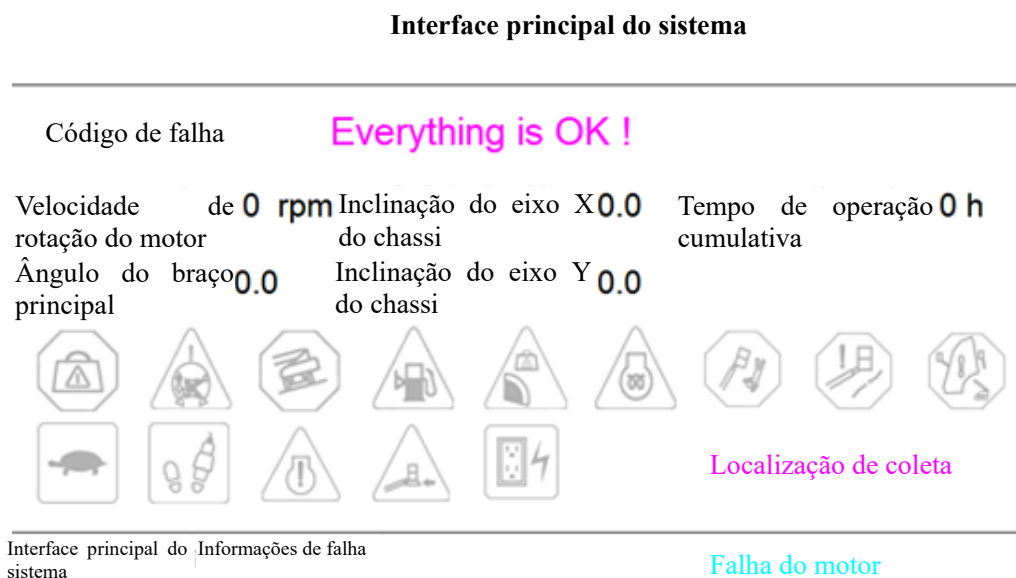 Interface principal do sistema
Código de falha Everything is OK !
Velocidade de 0 rpm Inclinação do eixo X 0.0 Tempo de operação 0 h
rotação do motor do chassi cumulativa
Ângulo do braço 0.0 Inclinação do eixo Y 0.0
principal do chassi
Localização de coleta
Interface principal do Informações de falha
sistema Falha do motor